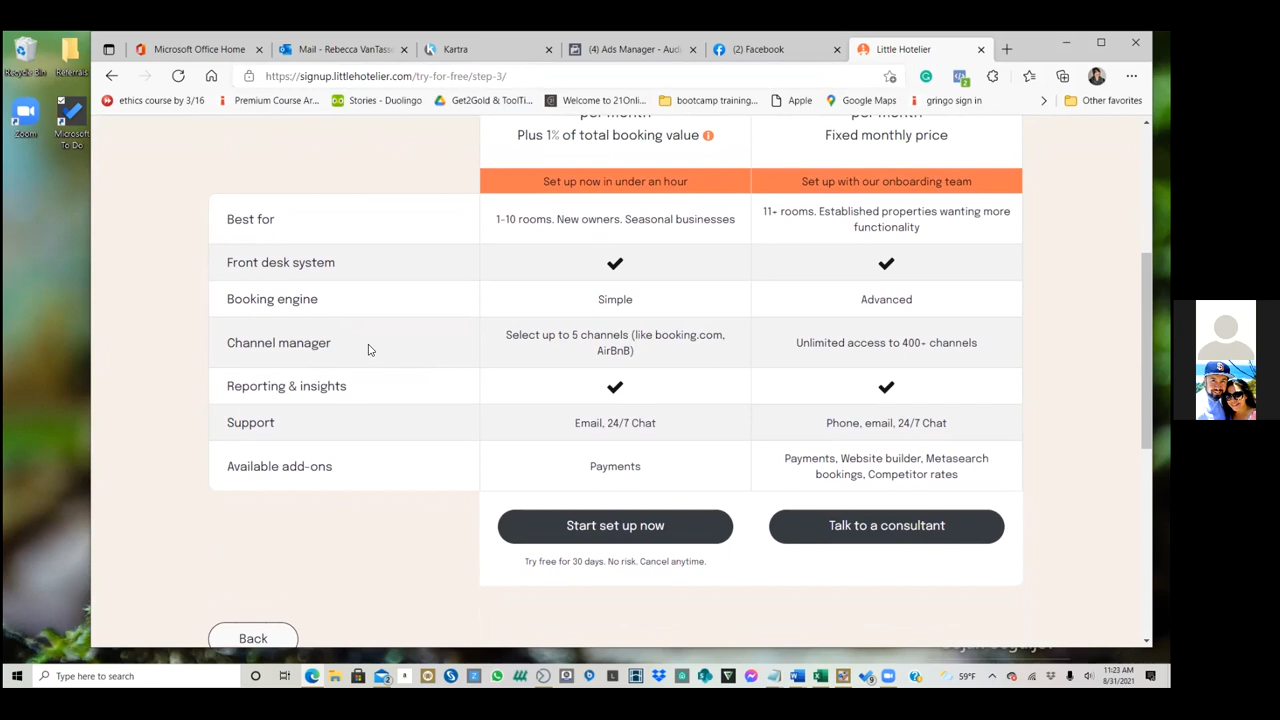 Microsoft Office Home
Mail - Rebecca VanTasse
Kartra
(4) Ads Manager - Audi
(2) Facebook
Little Hotelier
https://signup.littlehotelier.com/try-for-free/step-3/
ethics course by 3/16
Premium Course Ar...
Stories - Duolingo
Get2Gold & ToolTi...
Welcome to 21Onli...
bootcamp training...
Apple
Google Maps
gringo sign in
Other favorites
Recycle Bin
Referrals
Zoom
Microsoft To Do
per month
per month
Plus 1% of total booking value
Fixed monthly price
Set up now in under an hour
Set up with our onboarding team
Best for
1-10 rooms. New owners. Seasonal businesses
11+ rooms. Established properties wanting more
functionality
Front desk system
Booking engine
Simple
Advanced
Channel manager
Select up to 5 channels (like booking.com,
AirBnB)
Unlimited access to 400+ channels
Reporting & insights
Support
Email, 24/7 Chat
Phone, email, 24/7 Chat
Available add-ons
Payments
Payments, Website builder, Metasearch
bookings, Competitor rates
Start set up now
Talk to a consultant
Try free for 30 days. No risk. Cancel anytime.
Back
Type here to search
59°F
11:23 AM
8/31/2021